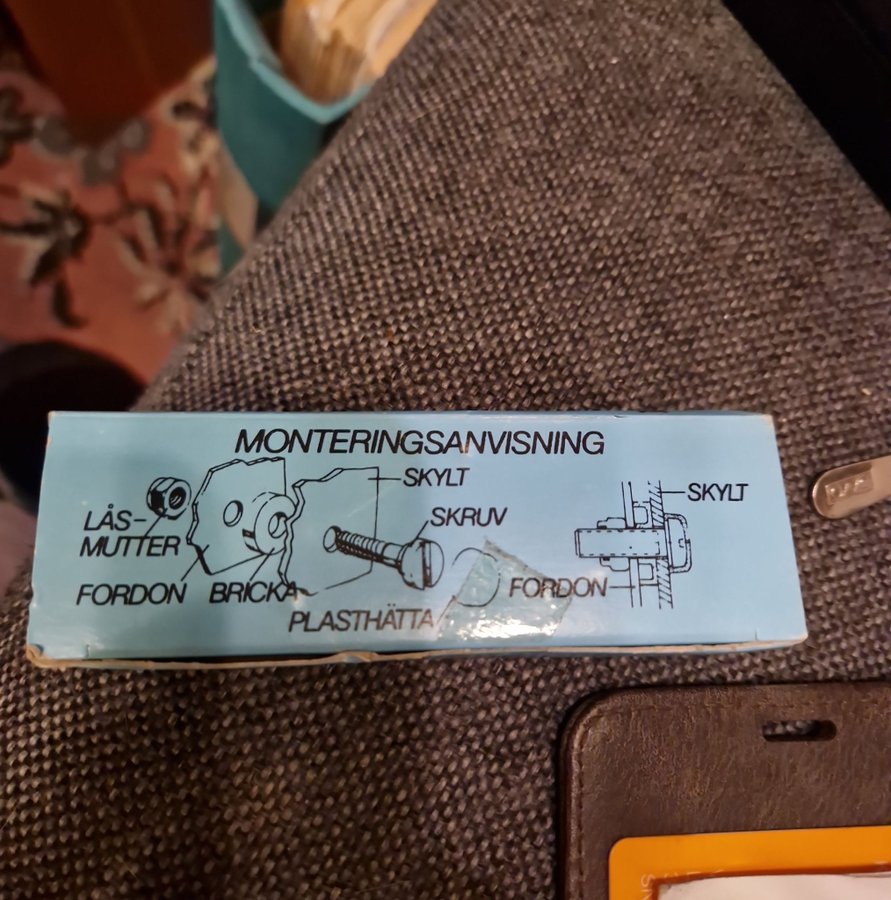 MONTERINGSANVISNING
SKYLT
SKYLT
LÅS-
MUTTER
SKRUV
FORDON
BRICKA
FORDON
PLASTHÄTTA